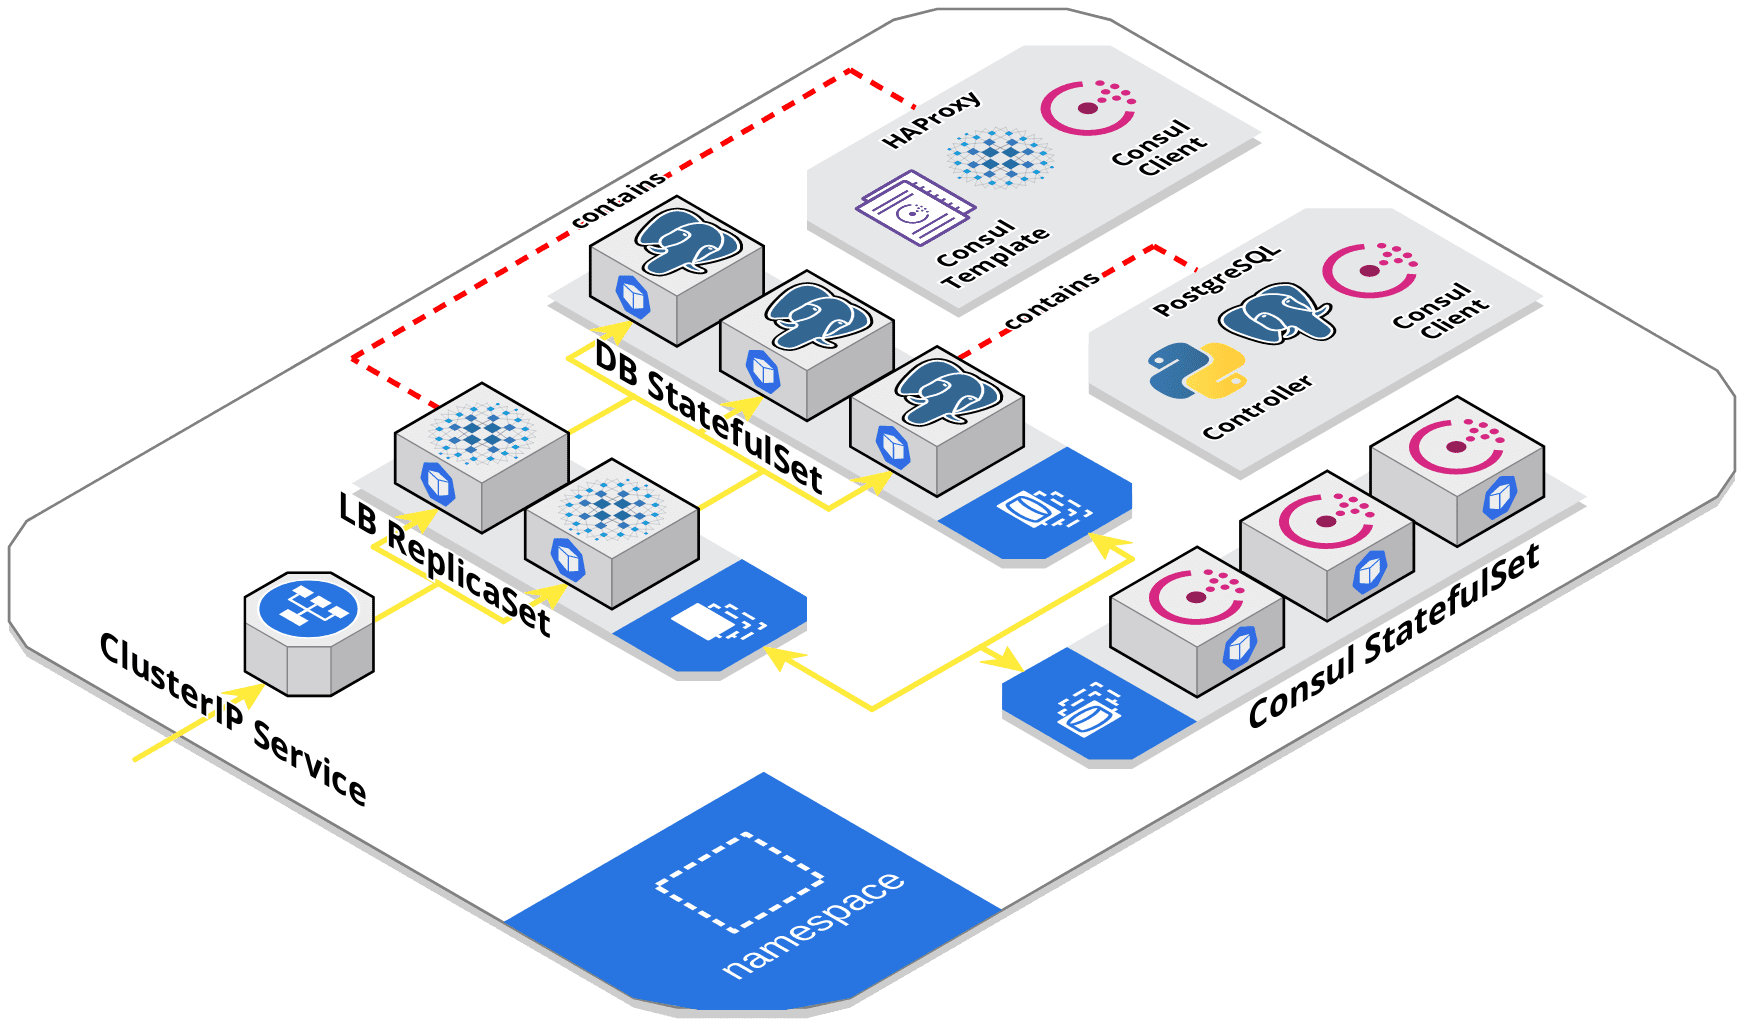 HAProxy
Consul
Client
Consul
Template
contains
PostgreSQL
Consul
Client
Controller
contains
DB StatefulSet
LB ReplicaSet
Consul StatefulSet
ClusterIP Service
namespace